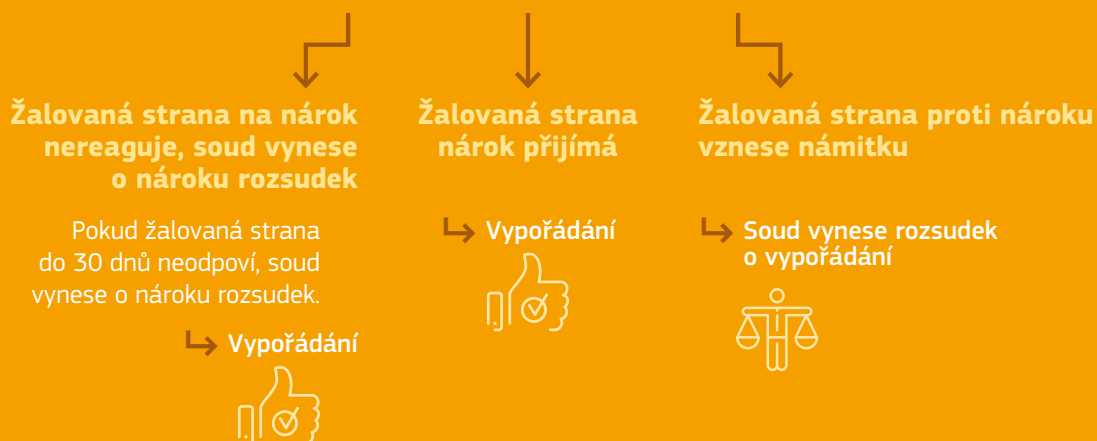 Žalovaná strana na nárok
nereaguje, soud vynese
o nároku rozsudek
Pokud žalovaná strana
do 30 dnů neodpoví, soud
vynese o nároku rozsudek.
Vypořádání
Žalovaná strana
nárok přijímá
Vypořádání
Žalovaná strana proti nároku
vznese námitku
Soud vynese rozsudek
o vypořádání